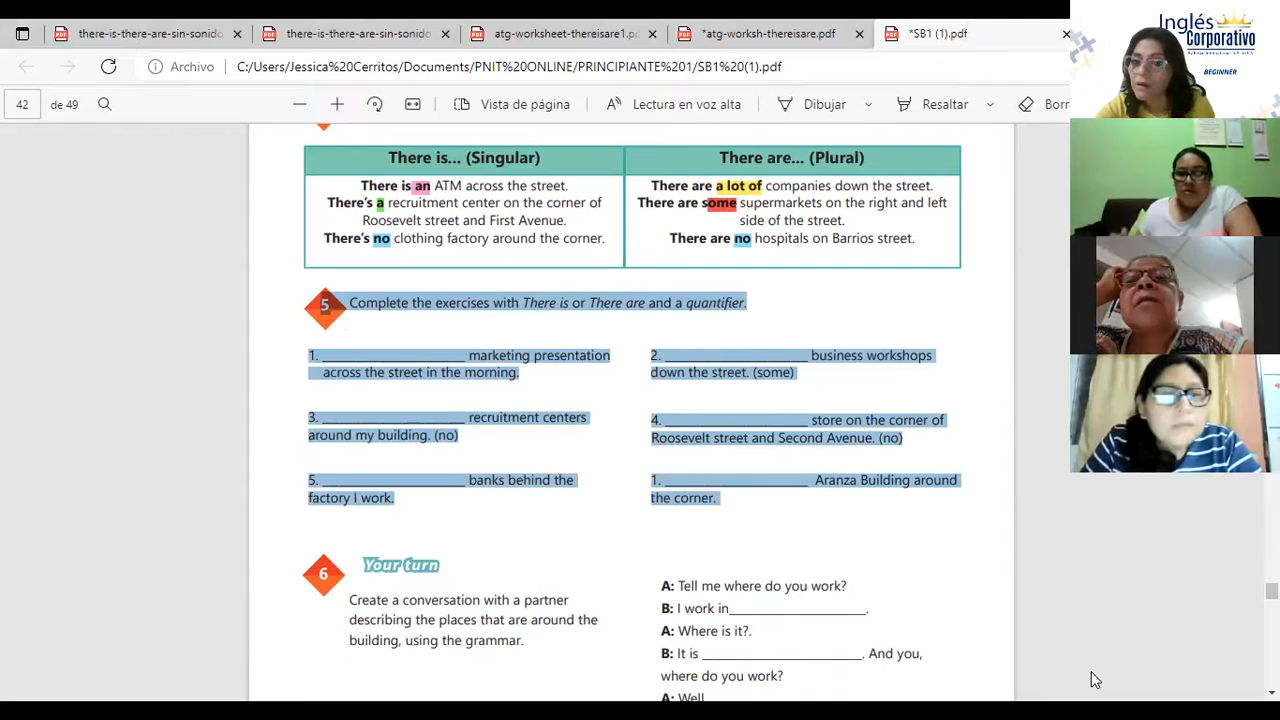 there-is-there-are-sin-sonido
there-is-there-are-sin-sonido
atg-worksheet-thereisare1.pd
*atg-worksh-thereisare.pdf
*SB1 (1).pdf
Inglés
Corporativo
BEGINNER
Archivo
C:/Users/Jessica%20Cerritos/Documents/PNT%20ONLINE/PRINCIPIANTE%201/SB1%20(1).pdf
42
de 49
Vista de página
Lectura en voz alta
Dibujar
Resaltar
Borr
There is... (Singular)
There are... (Plural)
There is an ATM across the street.
There are a lot of companies down the street.
There's a recruitment center on the corner of
There are some supermarkets on the right and left
Roosevelt street and First Avenue.
side of the street.
There's no clothing factory around the corner.
There are no hospitals on Barrios street.
5 Complete the exercises with There is or There are and a quantifier.
1. ____________________ marketing presentation
across the street in the morning.
2. ____________________ business workshops
down the street. (some)
3. ____________________ recruitment centers
around my building. (no)
4. ____________________ store on the corner of
Roosevelt street and Second Avenue. (no)
5. ____________________ banks behind the
factory I work.
1. ____________________ Aranza Building around
the corner.
6 Your turn
Create a conversation with a partner
describing the places that are around the
building, using the grammar.
A: Tell me where do you work?
B: I work in____________________.
A: Where is it?.
B: It is ______________________. And you,
where do you work?
A: Well